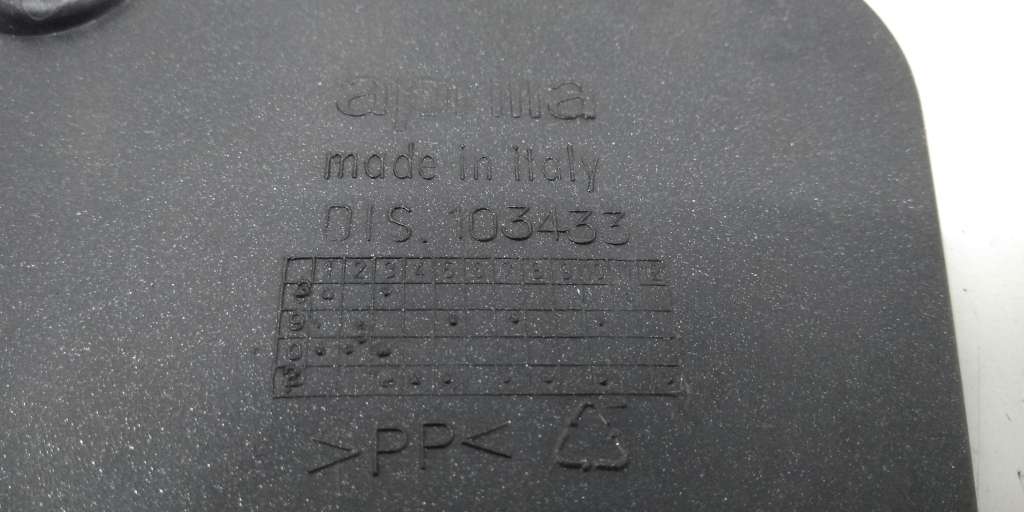 aprilia
made in italy
DIS. 103433
1 2 3 4 5 6 7 8 9 10 11 12
>PP<